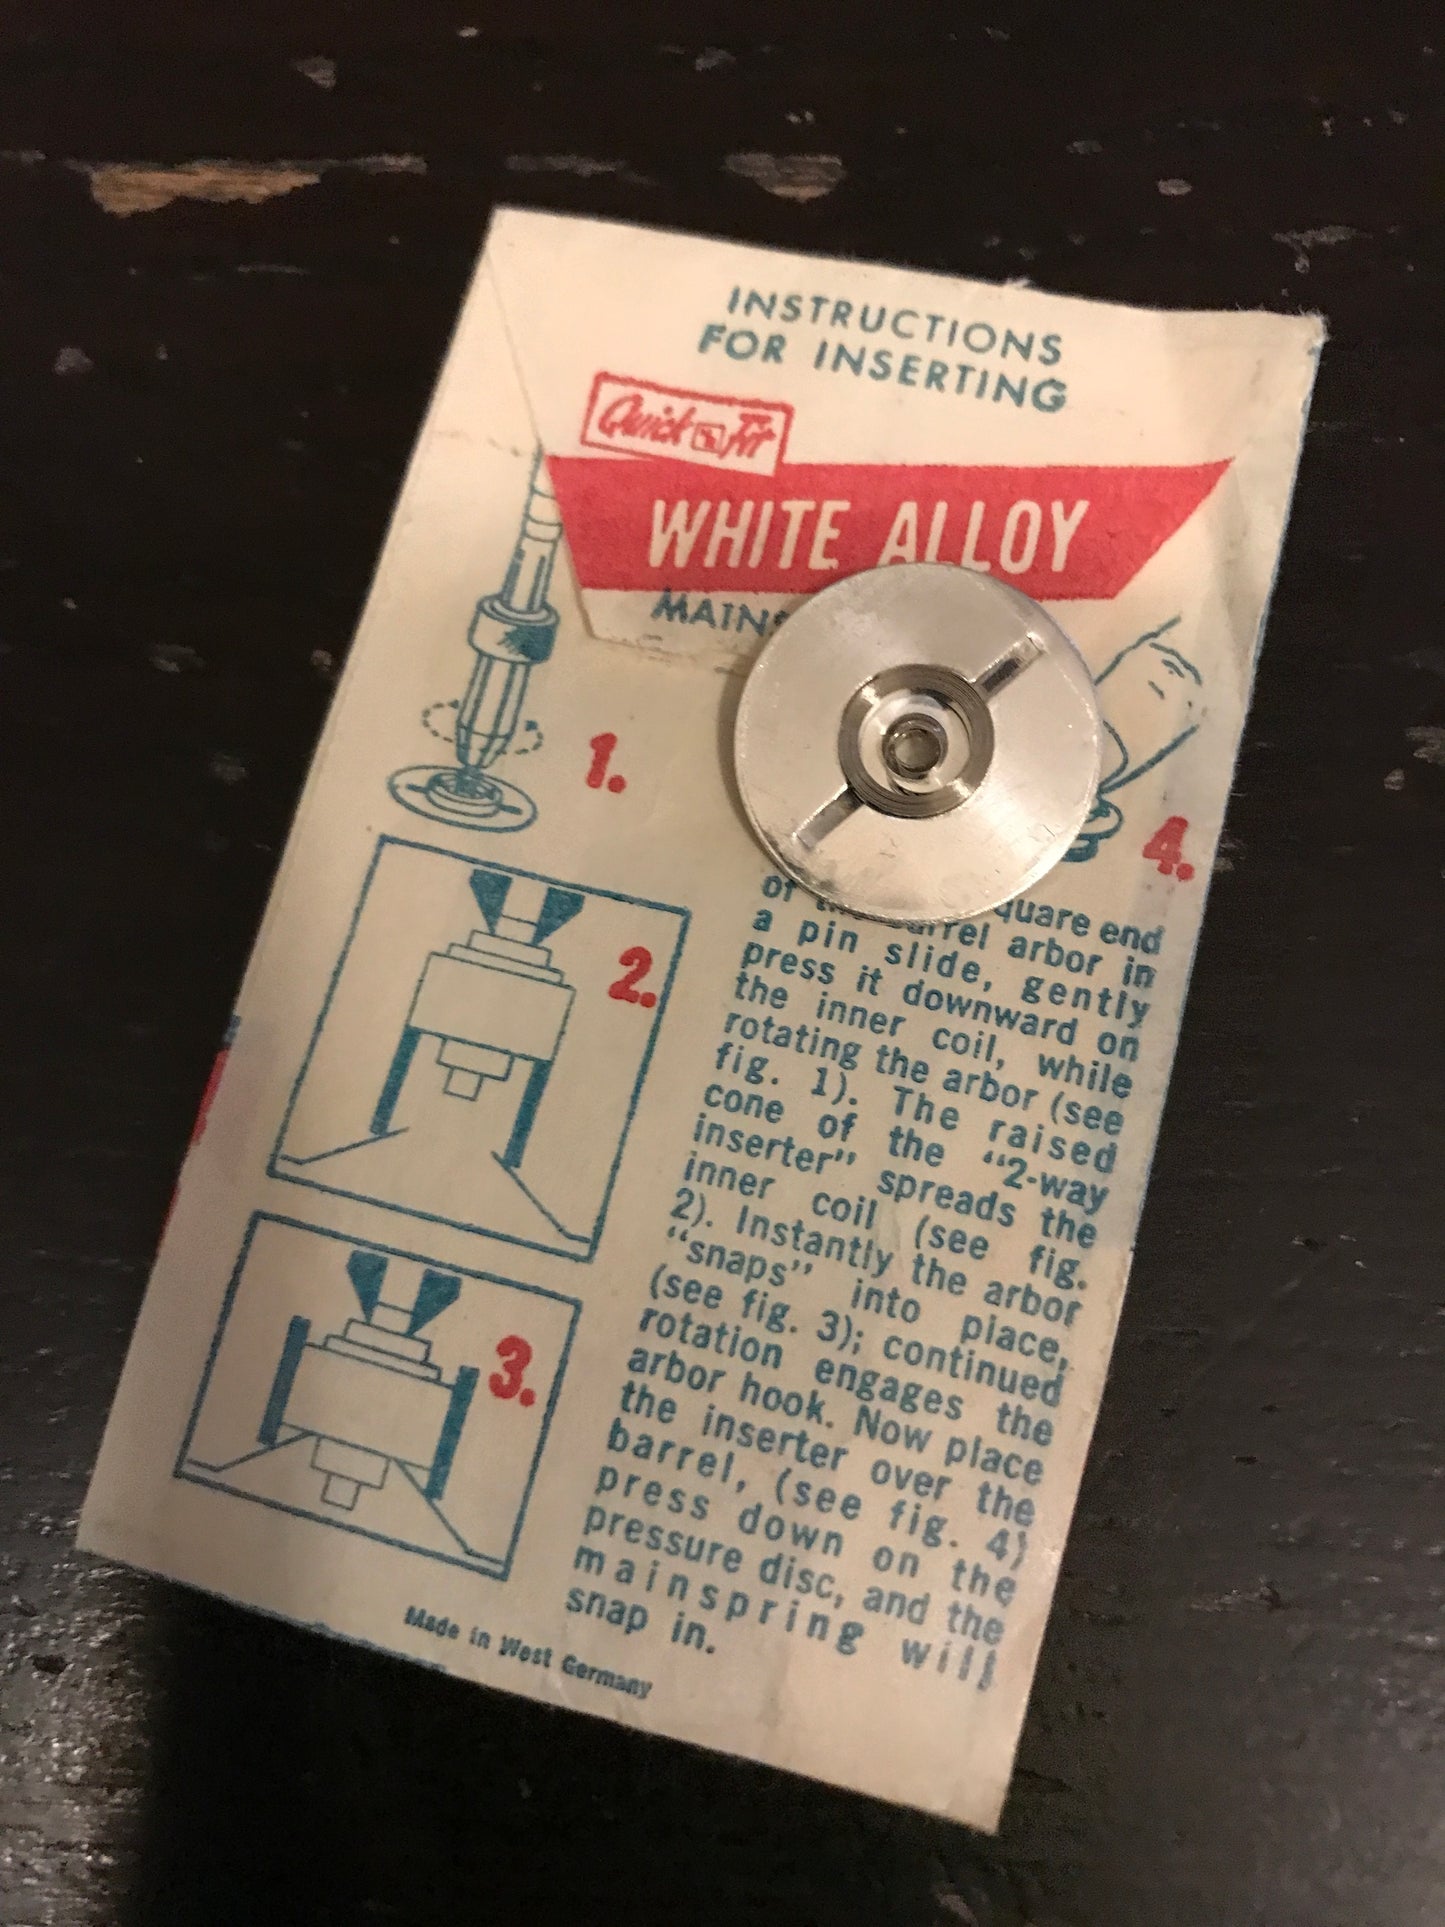 INSTRUCTIONS
FOR INSERTING
Quick Fit
WHITE ALLOY
1.
4.
2.
3.
of square end
a pin slide, arbor in
press it downward on
the inner coil, while
rotating the arbor (see
fig. 1). The raised
cone of the "2-way
inserter" spreads the
inner coil (see fig.
2). Instantly the arbor
"snaps" into place,
(see fig. 3); continued
rotation engages the
arbor hook. Now place
the inserter over the
barrel, (see fig. 4)
press down on the
pressure disc, and the
mainspring will
snap in.
Made in West Germany